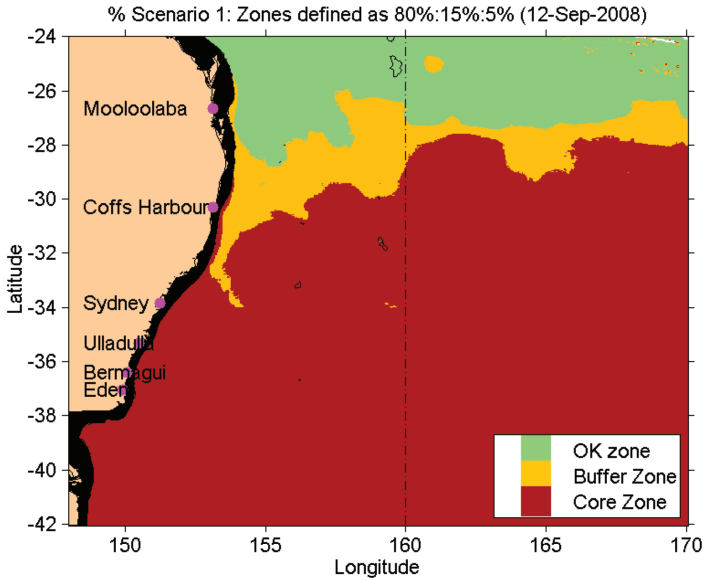 % Scenario 1: Zones defined as 80%:15%:5% (12-Sep-2008)
-24
-26
Mooloolaba
-28
-30
Coffs Harbour
-32
Latitude
Sydney
-34
Ulladulla
-36
Bermagui
Eden
-38
OK zone
Buffer Zone
Core Zone
-40
-42
150
155
160
165
170
Longitude